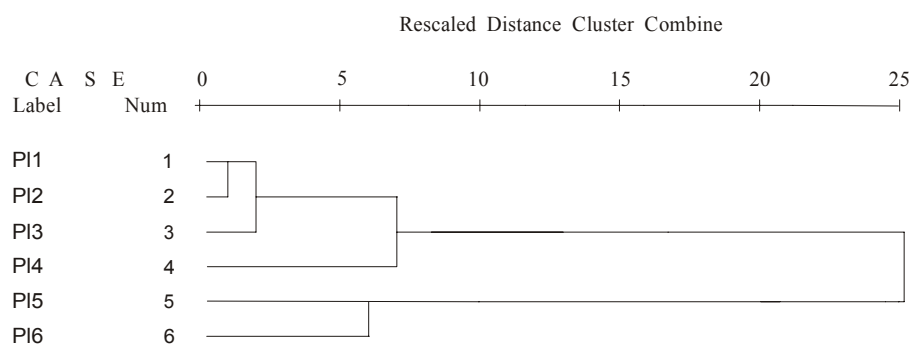 Rescaled Distance Cluster Combine
C A S E 0 5 10 15 20 25
Label Num
Pl1 1
Pl2 2
Pl3 3
Pl4 4
Pl5 5
Pl6 6